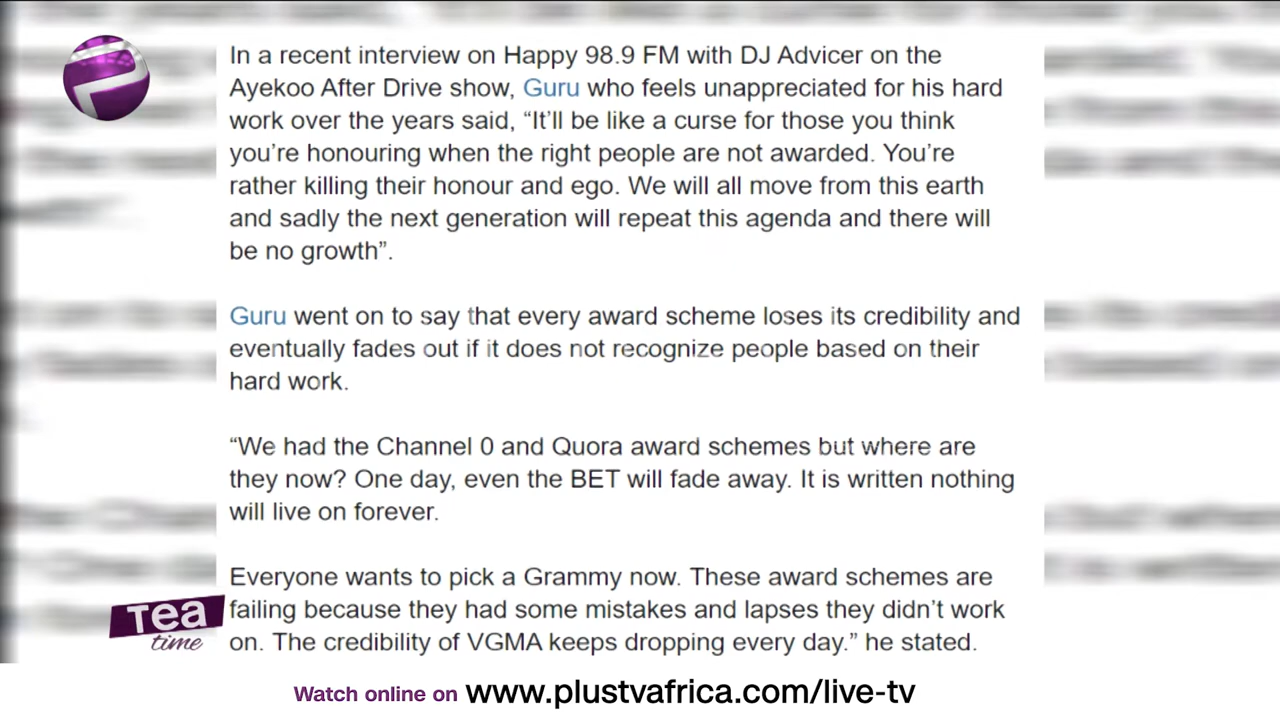 In a recent interview on Happy 98.9 FM with DJ Advicer on the
Ayekoo After Drive show, Guru who feels unappreciated for his hard
work over the years said, “It’ll be like a curse for those you think
you’re honouring when the right people are not awarded. You’re
rather killing their honour and ego. We will all move from this earth
and sadly the next generation will repeat this agenda and there will
be no growth”.
Guru went on to say that every award scheme loses its credibility and
eventually fades out if it does not recognize people based on their
hard work.
“We had the Channel 0 and Quora award schemes but where are
they now? One day, even the BET will fade away. It is written nothing
will live on forever.
Everyone wants to pick a Grammy now. These award schemes are
failing because they had some mistakes and lapses they didn’t work
on. The credibility of VGMA keeps dropping every day.” he stated.
Tea
time
Watch online on www.plustvafrica.com/live-tv